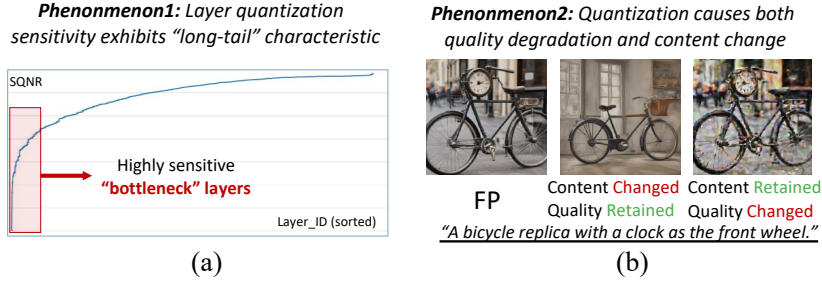 Phenonmenon1: Layer quantization
sensitivity exhibits “long-tail” characteristic
SQNR
Highly sensitive
“bottleneck” layers
Layer_ID (sorted)
(a)
Phenonmenon2: Quantization causes both
quality degradation and content change
FP
Content Changed
Quality Retained
Content Retained
Quality Changed
“A bicycle replica with a clock as the front wheel.”
(b)